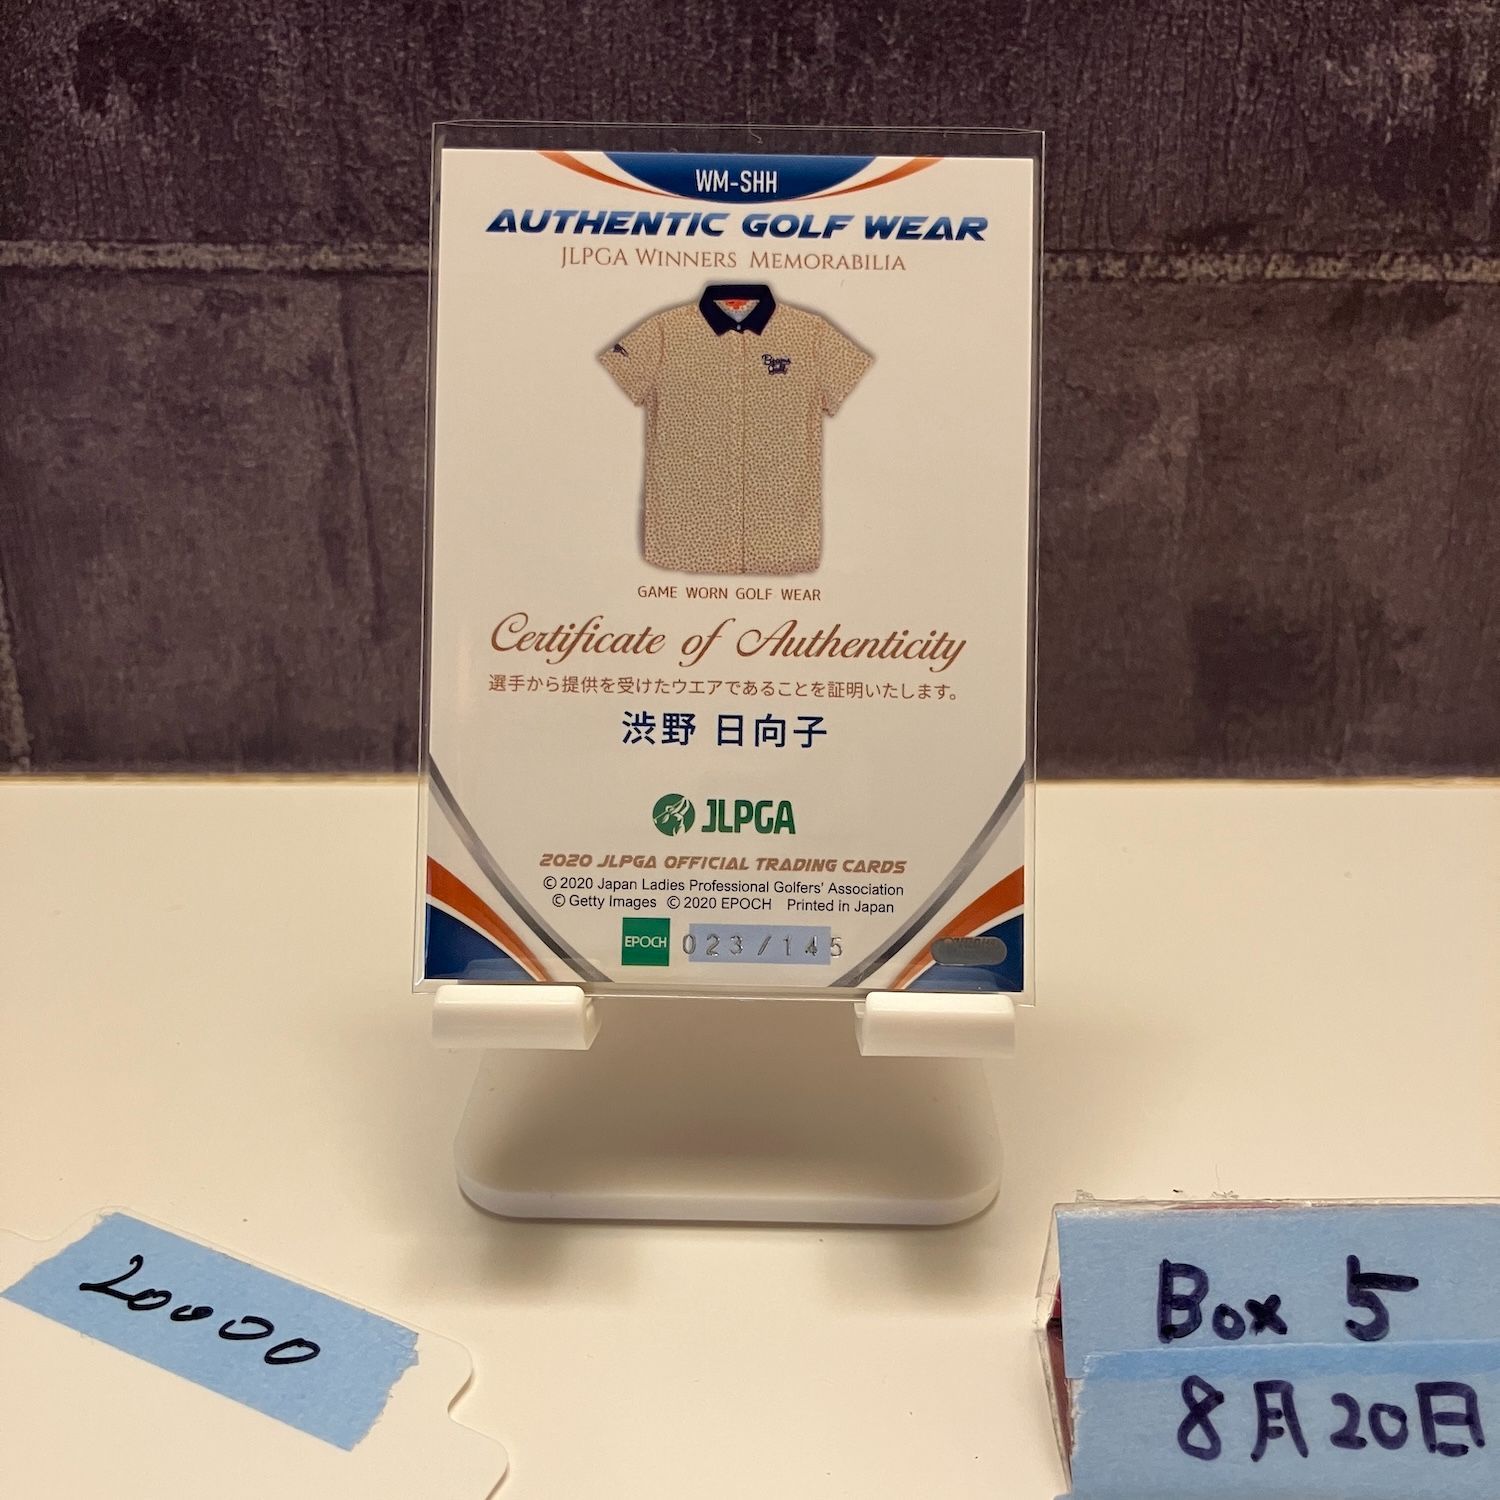 WM-SHH
AUTHENTIC GOLF WEAR
JLPGA WINNERS MEMORABILIA
Beams
Golf
GAME WORN GOLF WEAR
Certificate of Authenticity
選手から提供を受けたウエアであることを証明いたします。
渋野 日向子
JLPGA
2020 JLPGA OFFICIAL TRADING CARDS
© 2020 Japan Ladies Professional Golfers' Association
© Getty Images © 2020 EPOCH Printed in Japan
EPOCH 023/145
20000
Box 5
8月20日